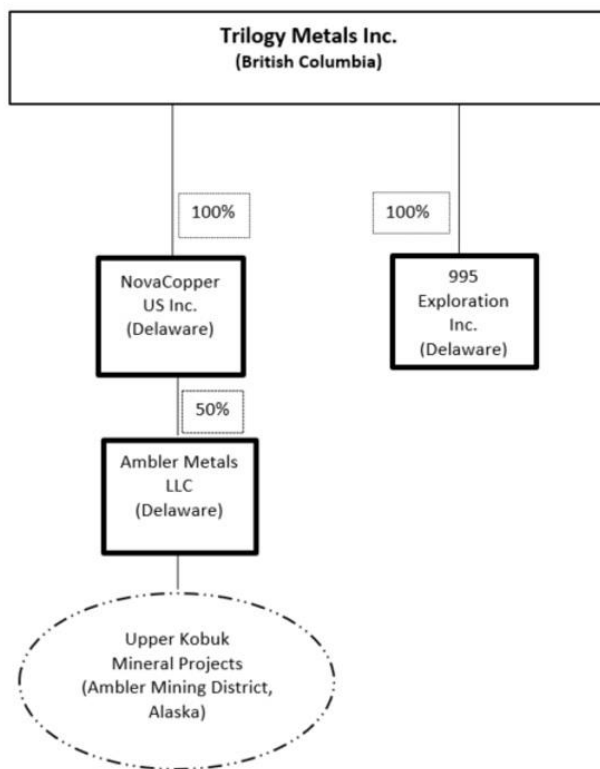 Trilogy Metals Inc.
(British Columbia)
100%
100%
NovaCopper
US Inc.
(Delaware)
995
Exploration
Inc.
(Delaware)
50%
Ambler Metals
LLC
(Delaware)
Upper Kobuk
Mineral Projects
(Ambler Mining District,
Alaska)